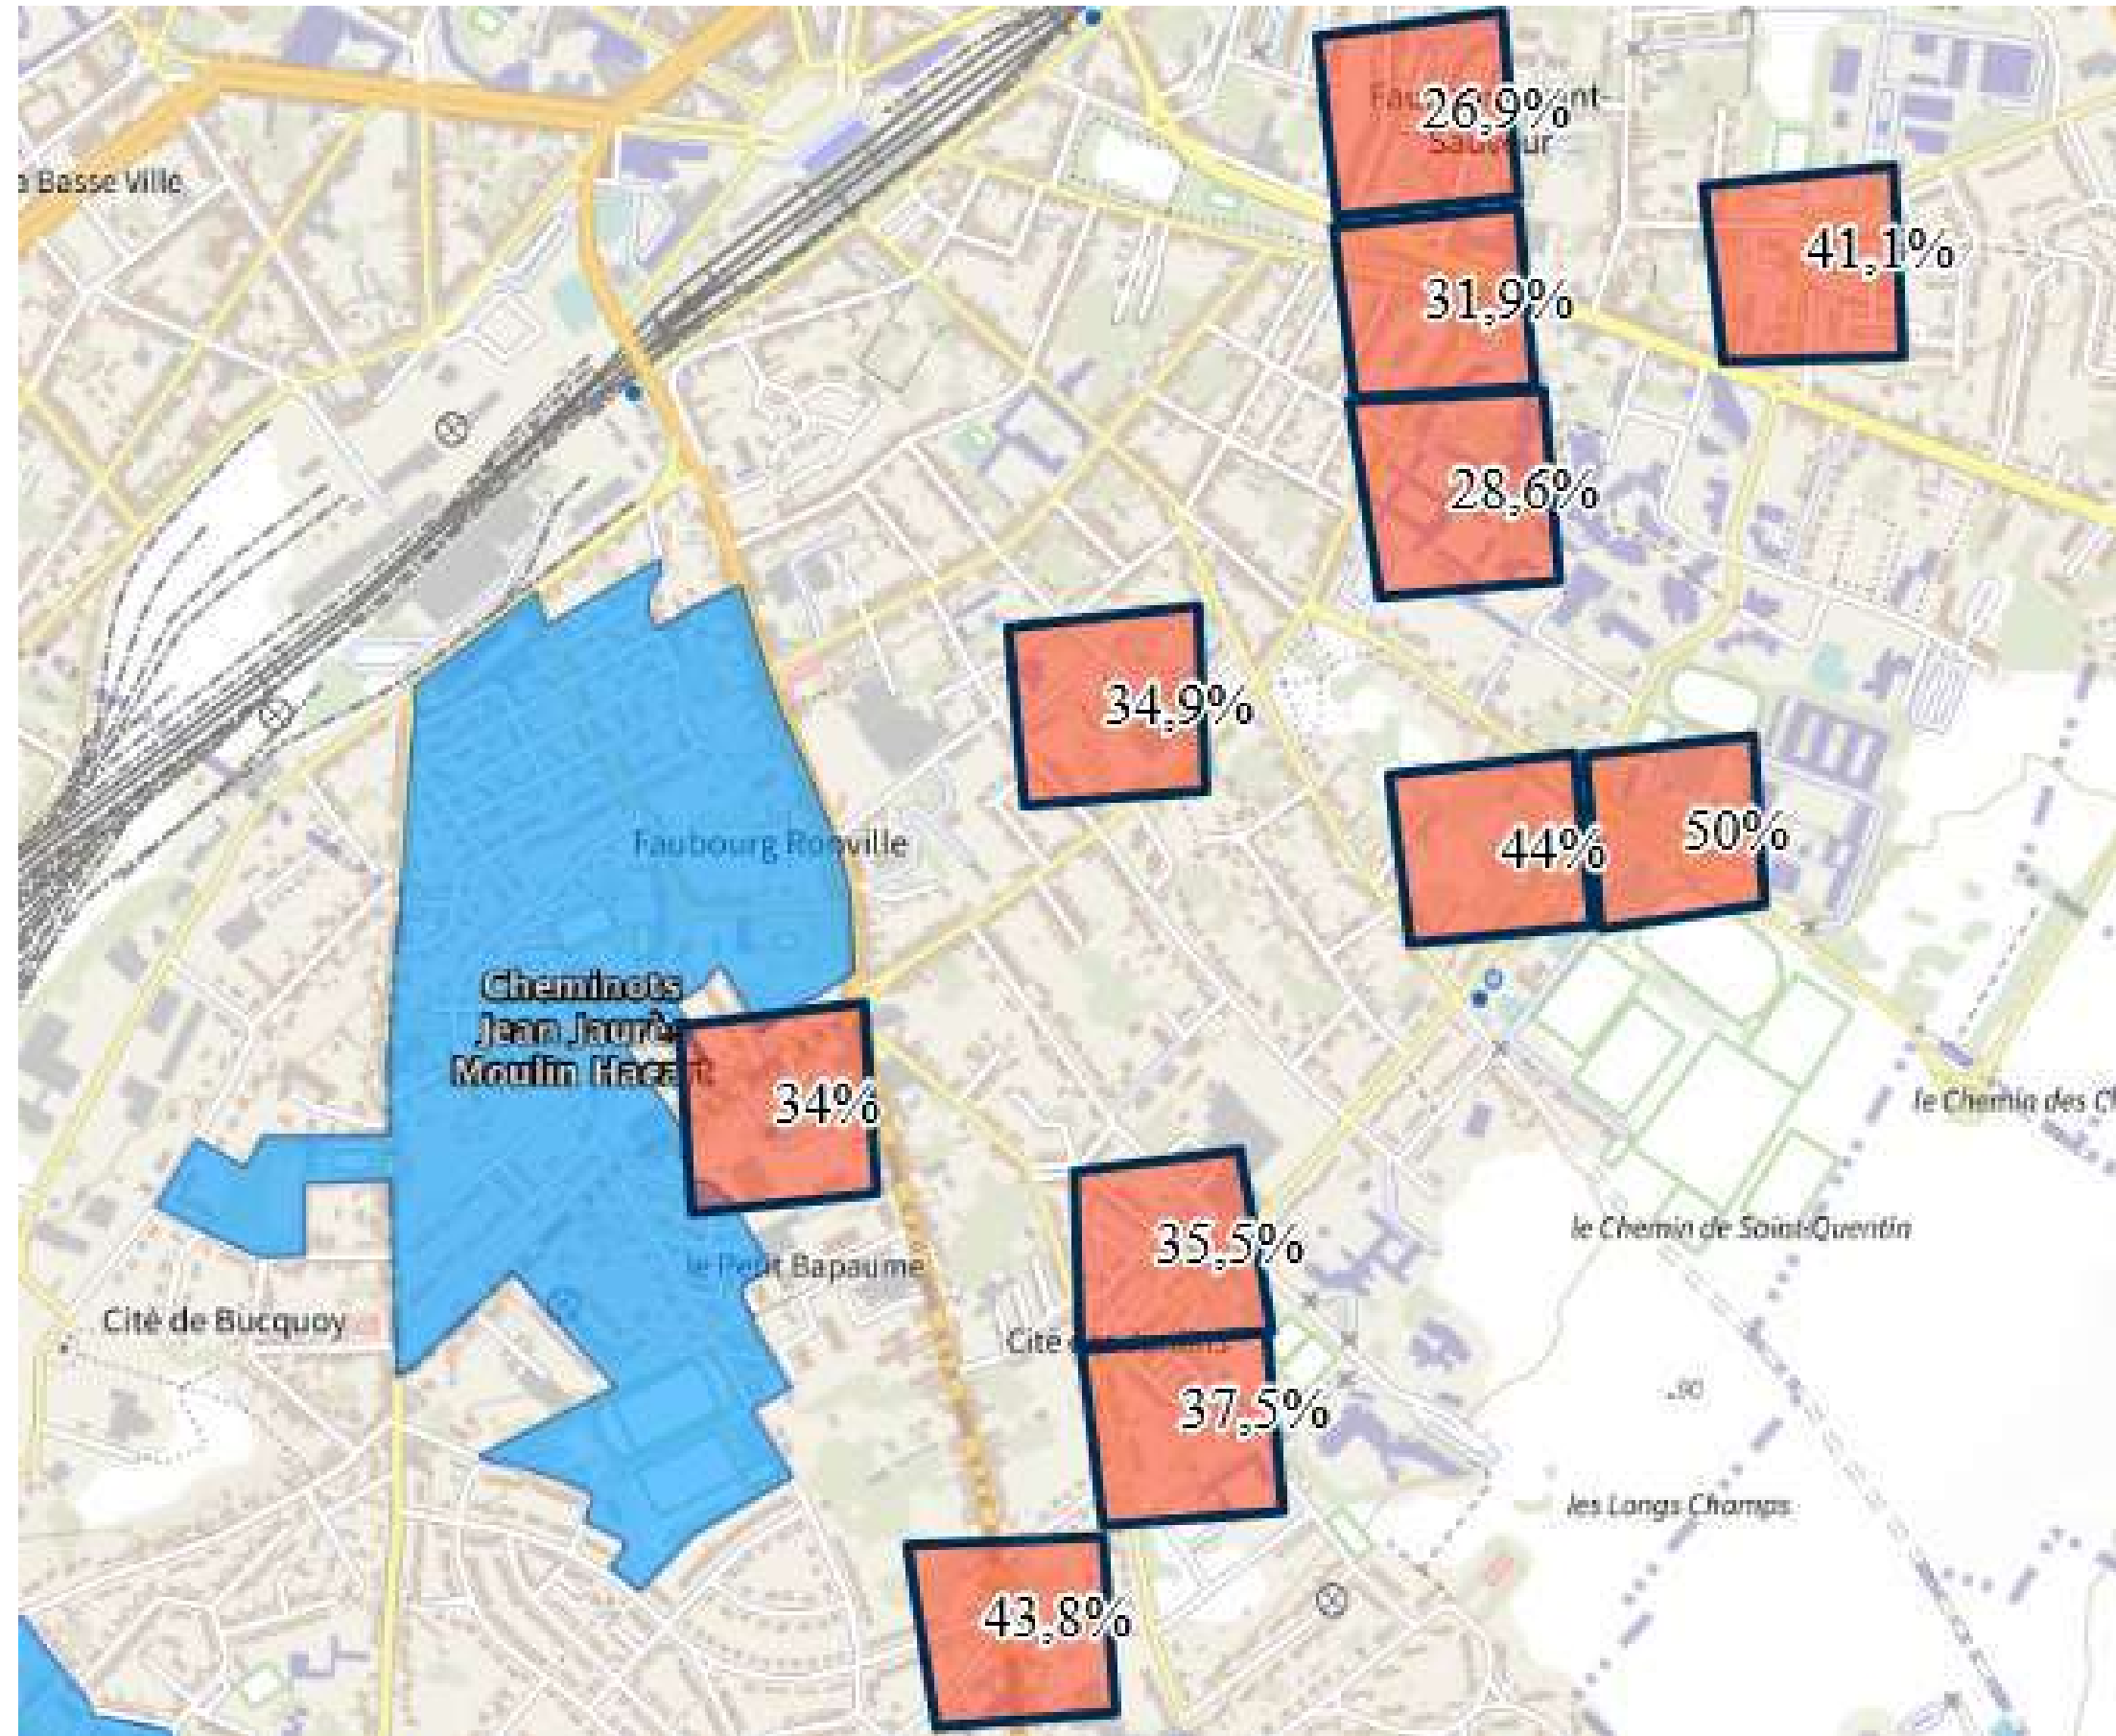 26,9%
a Basse Ville
41,1%
31,9%
28,6%
34,9%
Faubourg Ronville
44%
50%
Cheminots
Jean Jaurès
Moulin Hacart
34%
le Chemin des
le Chemin de Saint-Quentin
35,5%
le Petit Bapaume
Cité de Bucquoy
Cité
37,5%
90
les Longs Champs
43,8%